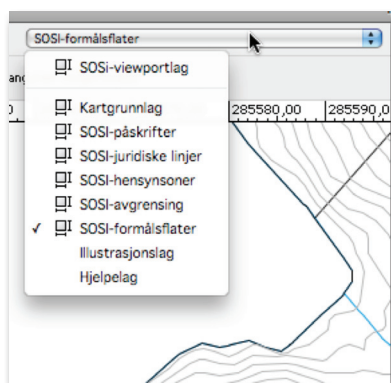 SOSI-formålsflater
SOSi-viewportlag
Kartgrunnlag
285580,00 285590,0
SOSI-påskrifter
SOSI-juridiske linjer
SOSI-hensynsoner
SOSI-avgrensing
✓ SOSI-formålsflater
Illustrasjonslag
Hjelpelag